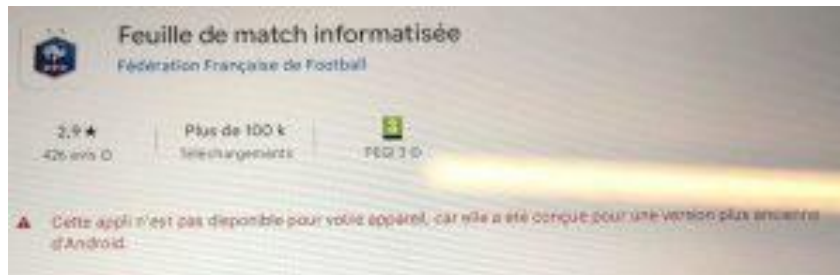 Feuille de match informatisée
Fédération Française de Football
2,9 ★ Plus de 100 k 3
426 avis Téléchargements PEGI 3
Cette appli n'est pas disponible pour votre appareil, car elle a été conçue pour une version plus ancienne
d'Android.